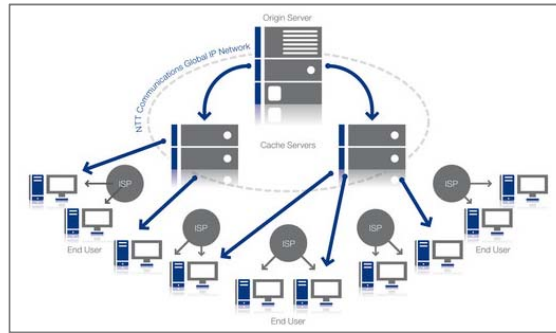 Origin Server
NTT Communications Global IP Network
Cache Servers
ISP
ISP
ISP
ISP
ISP
End User
End User
End User